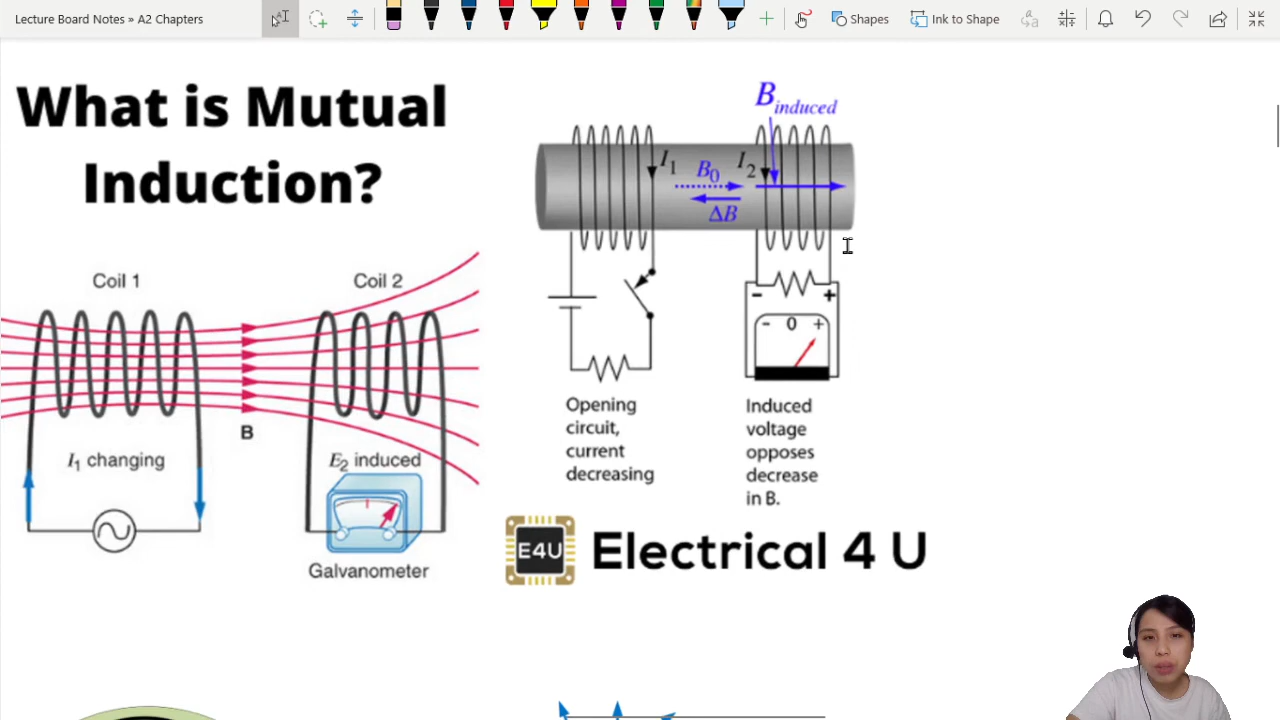 Lecture Board Notes » A2 Chapters
Shapes
Ink to Shape
What is Mutual
Induction?
Coil 1
Coil 2
B
I₁ changing
E₂ induced
Galvanometer
B induced
I₁
B₀
I₂
ΔB
- +
- 0 +
Opening
circuit,
current
decreasing
Induced
voltage
opposes
decrease
in B.
E4U
Electrical 4 U